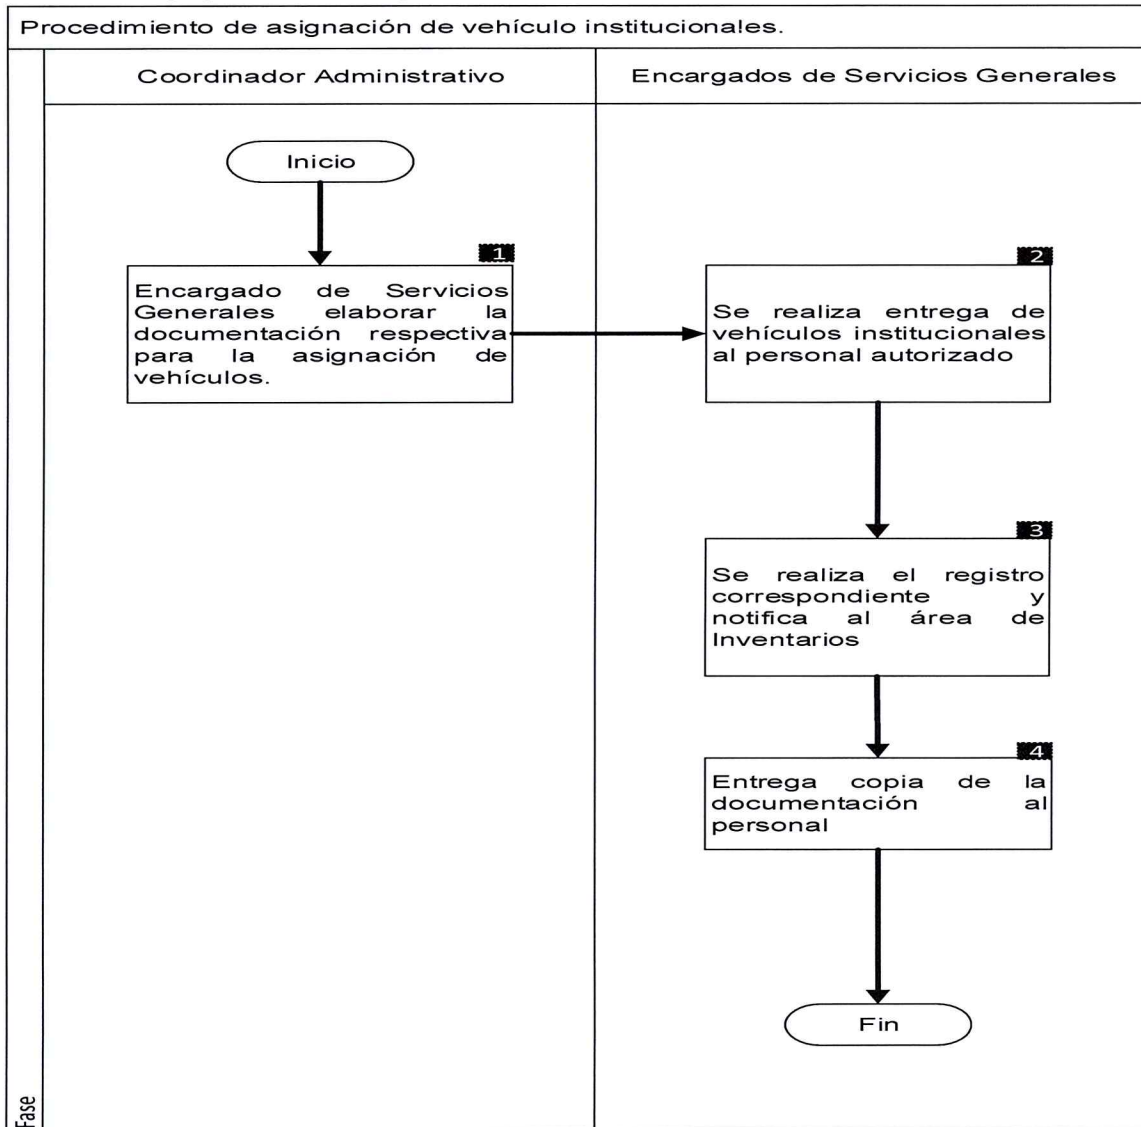 Procedimiento de asignación de vehículo institucionales.
Coordinador Administrativo
Encargados de Servicios Generales
Inicio
1
Encargado de Servicios
Generales elaborar la
documentación respectiva
para la asignación de
vehículos.
2
Se realiza entrega de
vehículos institucionales
al personal autorizado
3
Se realiza el registro
correspondiente y
notifica al área de
Inventarios
4
Entrega copia de la
documentación al
personal
Fin
Fase